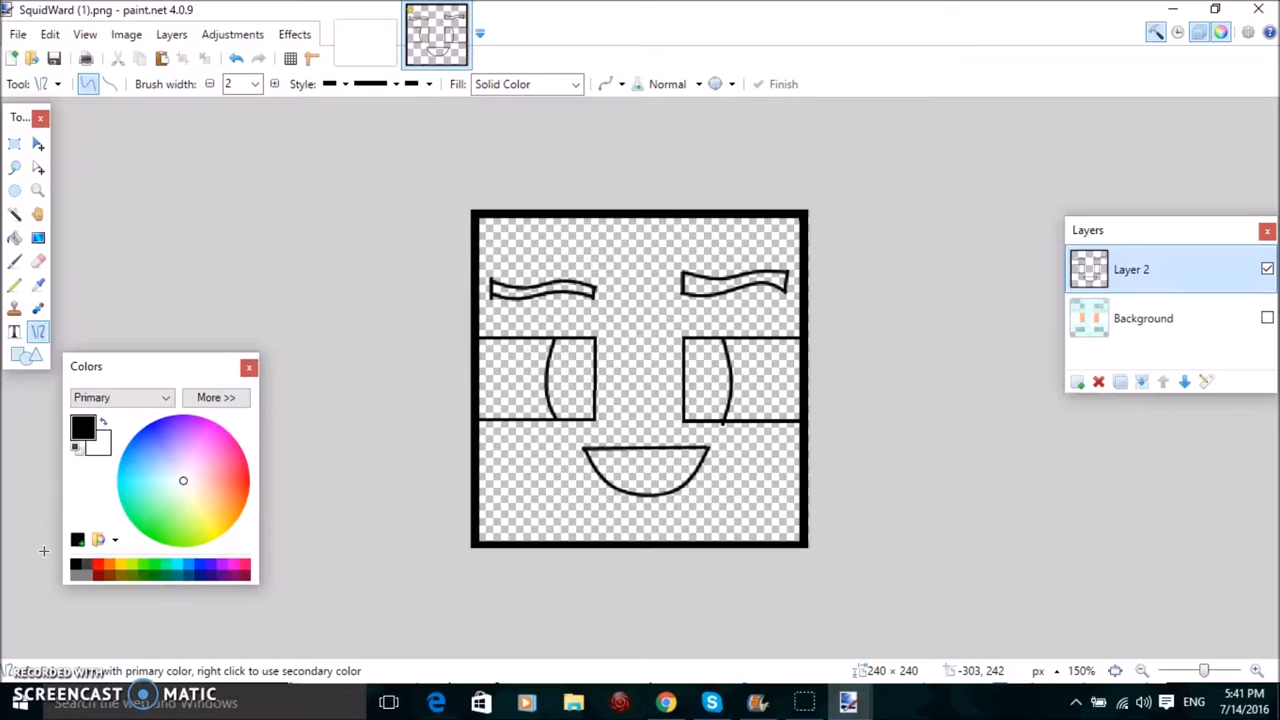 SquidWard (1).png - paint.net 4.0.9
File Edit View Image Layers Adjustments Effects
Tool: Brush width: 2 Style: Fill: Solid Color Normal Finish
To...
Layers
Layer 2
Background
Colors
Primary More >>
with primary color, right click to use secondary color
240 × 240 -303, 242 px 150%
RECORDED WITH
SCREENCAST MATIC
Search the web and Windows
ENG
5:41 PM
7/14/2016